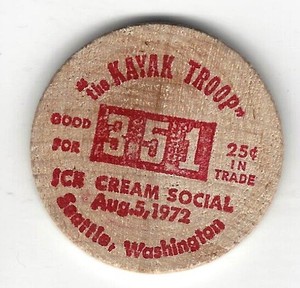 "the KAYAK TROOP"
GOOD FOR
351
25¢ IN TRADE
ICE CREAM SOCIAL
Aug. 5, 1972
Seattle, Washington